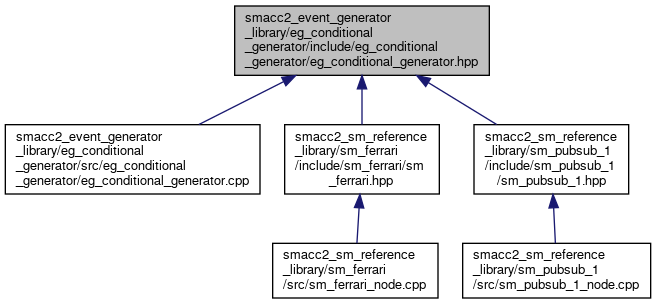 smacc2_event_generator
_library/eg_conditional
_generator/include/eg_conditional
_generator/eg_conditional_generator.hpp
smacc2_event_generator
_library/eg_conditional
_generator/src/eg_conditional
_generator/eg_conditional_generator.cpp
smacc2_sm_reference
_library/sm_ferrari
/include/sm_ferrari/sm
_ferrari.hpp
smacc2_sm_reference
_library/sm_pubsub_1
/include/sm_pubsub_1
/sm_pubsub_1.hpp
smacc2_sm_reference
_library/sm_ferrari
/src/sm_ferrari_node.cpp
smacc2_sm_reference
_library/sm_pubsub_1
/src/sm_pubsub_1_node.cpp